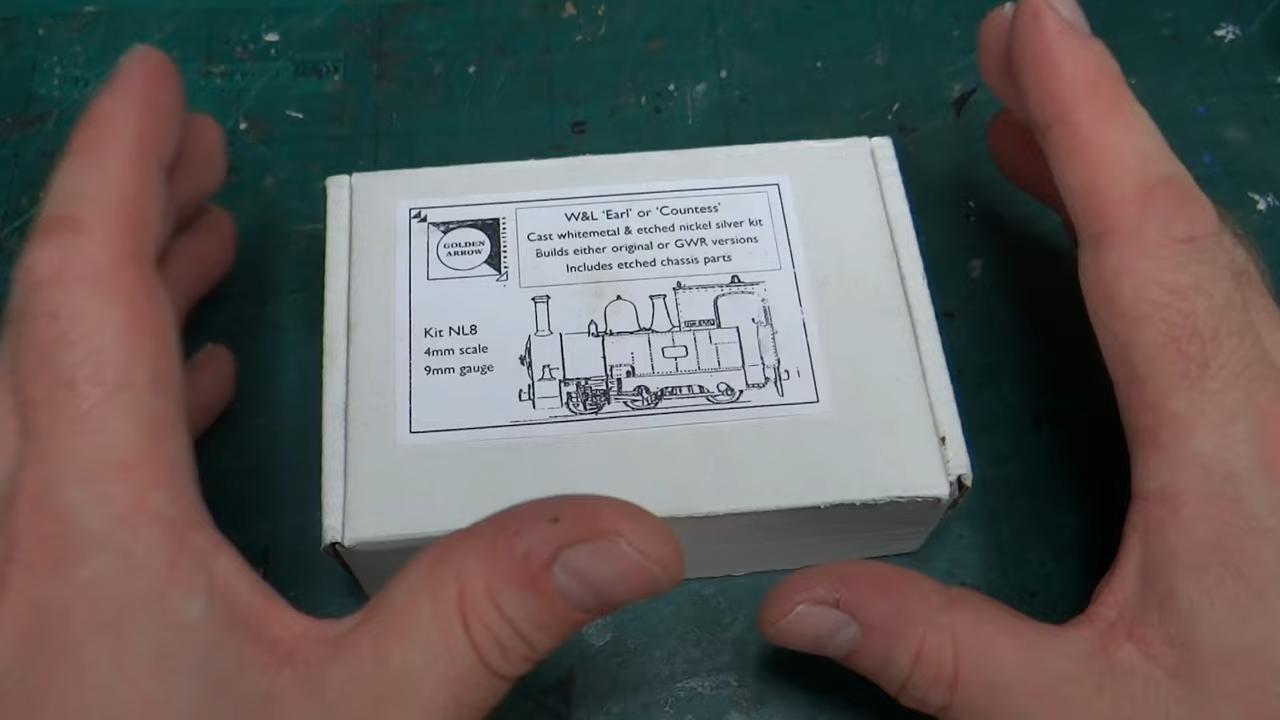 W&L 'Earl' or 'Countess'
Cast whitemetal & etched nickel silver kit
Builds either original or GWR versions
Includes etched chassis parts
GOLDEN
ARROW
productions
Kit NL8
4mm scale
9mm gauge